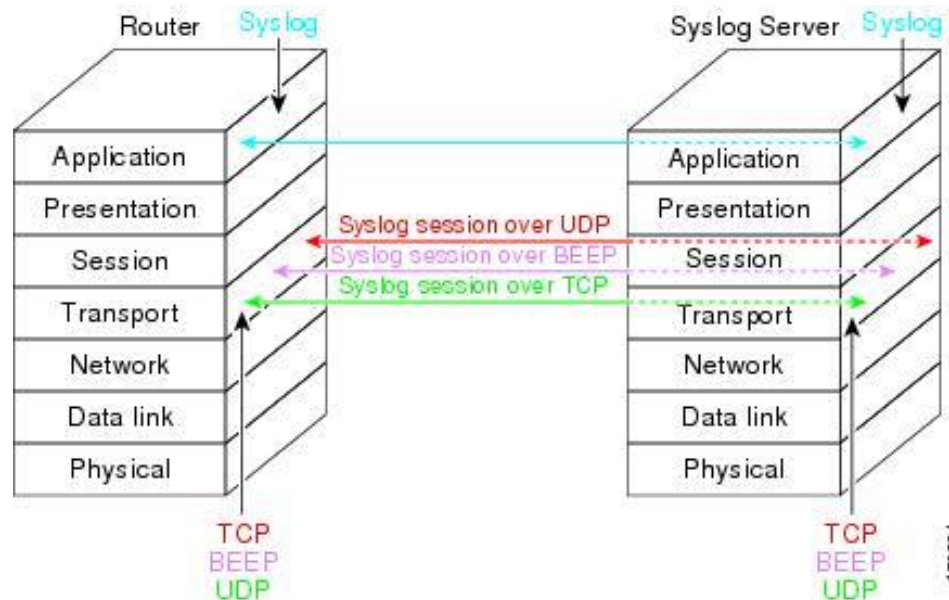 Router Syslog
Syslog Server Syslog
Application
Presentation
Session
Transport
Network
Data link
Physical
Syslog session over UDP
Syslog session over BEEP
Syslog session over TCP
Application
Presentation
Session
Transport
Network
Data link
Physical
TCP
BEEP
UDP
TCP
BEEP
UDP